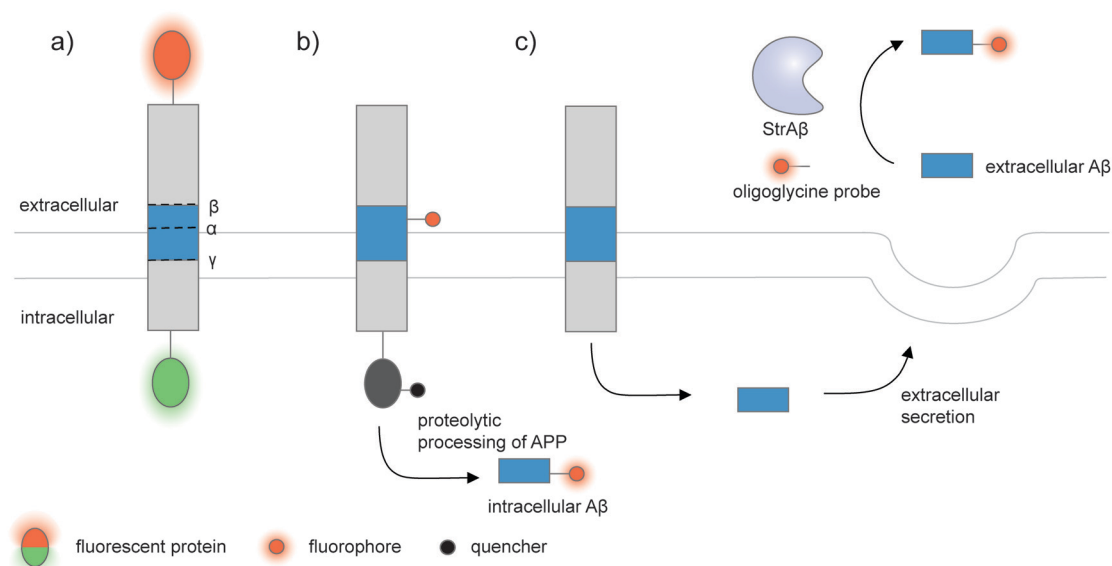 a)
b)
c)
StrAβ
oligoglycine probe
extracellular Aβ
extracellular
β
α
γ
intracellular
proteolytic
processing of APP
intracellular Aβ
extracellular
secretion
fluorescent protein
fluorophore
quencher